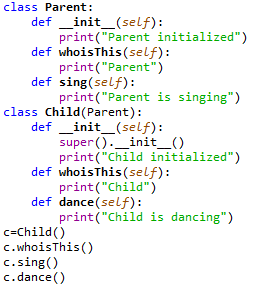 class Parent:
    def __init__(self):
        print("Parent initialized")
    def whoisThis(self):
        print("Parent")
    def sing(self):
        print("Parent is singing")
class Child(Parent):
    def __init__(self):
        super().__init__()
        print("Child initialized")
    def whoisThis(self):
        print("Child")
    def dance(self):
        print("Child is dancing")
c=Child()
c.whoisThis()
c.sing()
c.dance()